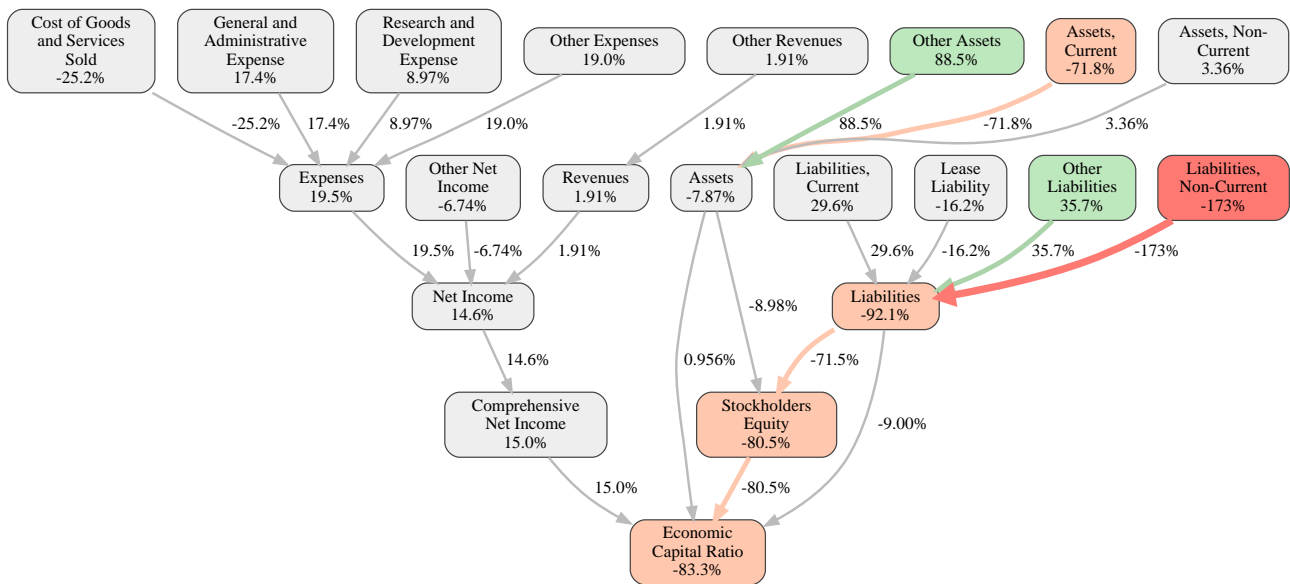 Cost of Goods
and Services
Sold
-25.2%
General and
Administrative
Expense
17.4%
Research and
Development
Expense
8.97%
Other Expenses
19.0%
Other Revenues
1.91%
Other Assets
88.5%
Assets,
Current
-71.8%
Assets, Non-
Current
3.36%
-25.2%
17.4%
8.97%
19.0%
1.91%
88.5%
-71.8%
3.36%
Expenses
19.5%
Other Net
Income
-6.74%
Revenues
1.91%
Assets
-7.87%
Liabilities,
Current
29.6%
Lease
Liability
-16.2%
Other
Liabilities
35.7%
Liabilities,
Non-Current
-173%
19.5%
-6.74%
1.91%
29.6%
-16.2%
35.7%
-173%
Net Income
14.6%
-8.98%
Liabilities
-92.1%
14.6%
0.956%
-71.5%
Comprehensive
Net Income
15.0%
Stockholders
Equity
-80.5%
-9.00%
15.0%
-80.5%
Economic
Capital Ratio
-83.3%